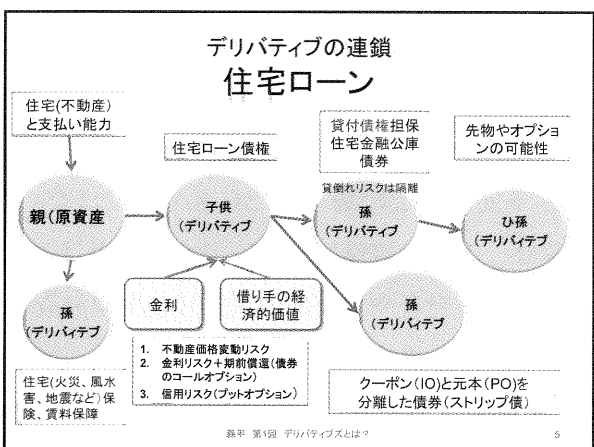 デリバティブの連鎖
住宅ローン
住宅(不動産)
と支払い能力
住宅ローン債権
貸付債権担保
住宅金融公庫
債券
先物やオプショ
ンの可能性
貸倒れリスクは隔離
親(原資産
子供
(デリバティブ
孫
(デリバティブ
ひ孫
(デリバイテブ
孫
(デリバイテブ
金利
借り手の経
済的価値
孫
(デリバイテブ
住宅(火災、風水
害、地震など)保
険、賃料保障
1. 不動産価格変動リスク
2. 金利リスク+期前償還(債券
のコールオプション)
3. 信用リスク(プットオプション)
クーポン(IO)と元本(PO)を
分離した債券(ストリップ債)
森平 第1回 デリバティブズとは?
5